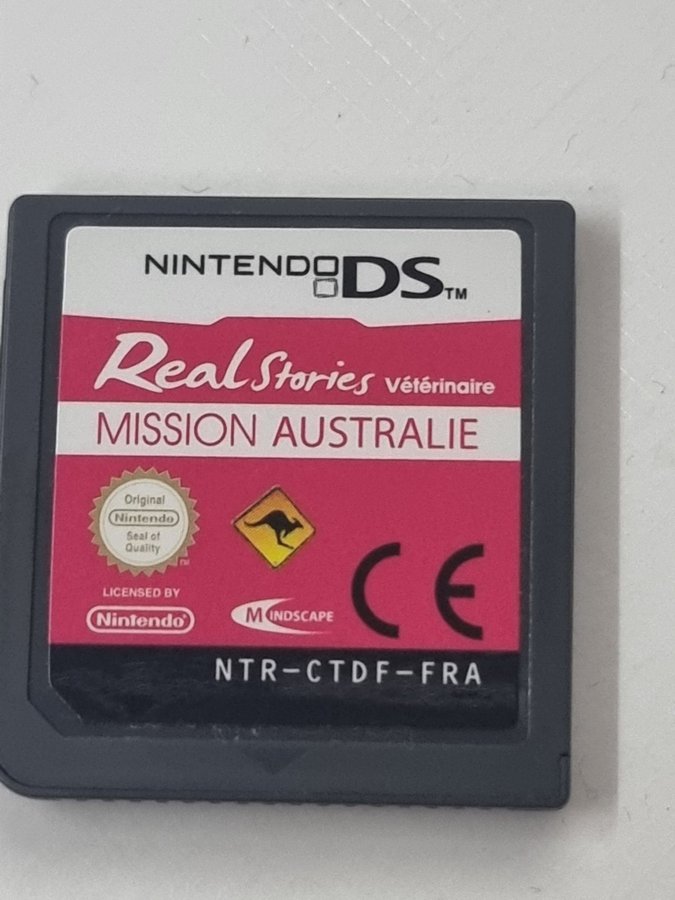 NINTENDO DS™
Real Stories Vétérinaire
MISSION AUSTRALIE
Original
Nintendo
Seal of
Quality
TM
LICENSED BY
Nintendo®
MINDSCAPE
CE
NTR-CTDF-FRA